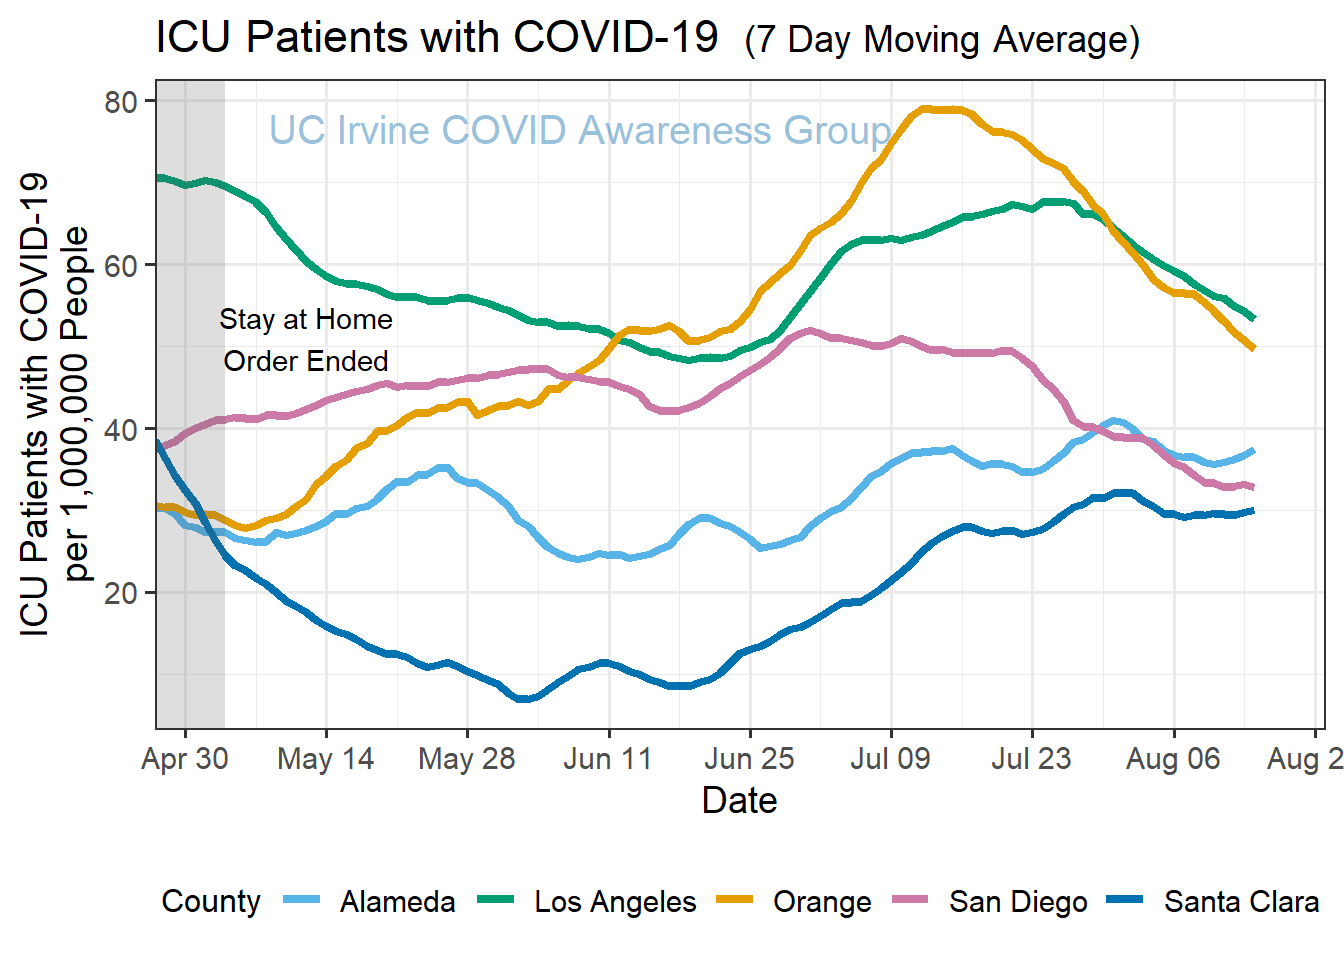 ICU Patients with COVID-19 (7 Day Moving Average)
UC Irvine COVID Awareness Group
Stay at Home
Order Ended
ICU Patients with COVID-19
per 1,000,000 People
80
60
40
20
Apr 30 May 14 May 28 Jun 11 Jun 25 Jul 09 Jul 23 Aug 06 Aug 2
Date
County Alameda Los Angeles Orange San Diego Santa Clara